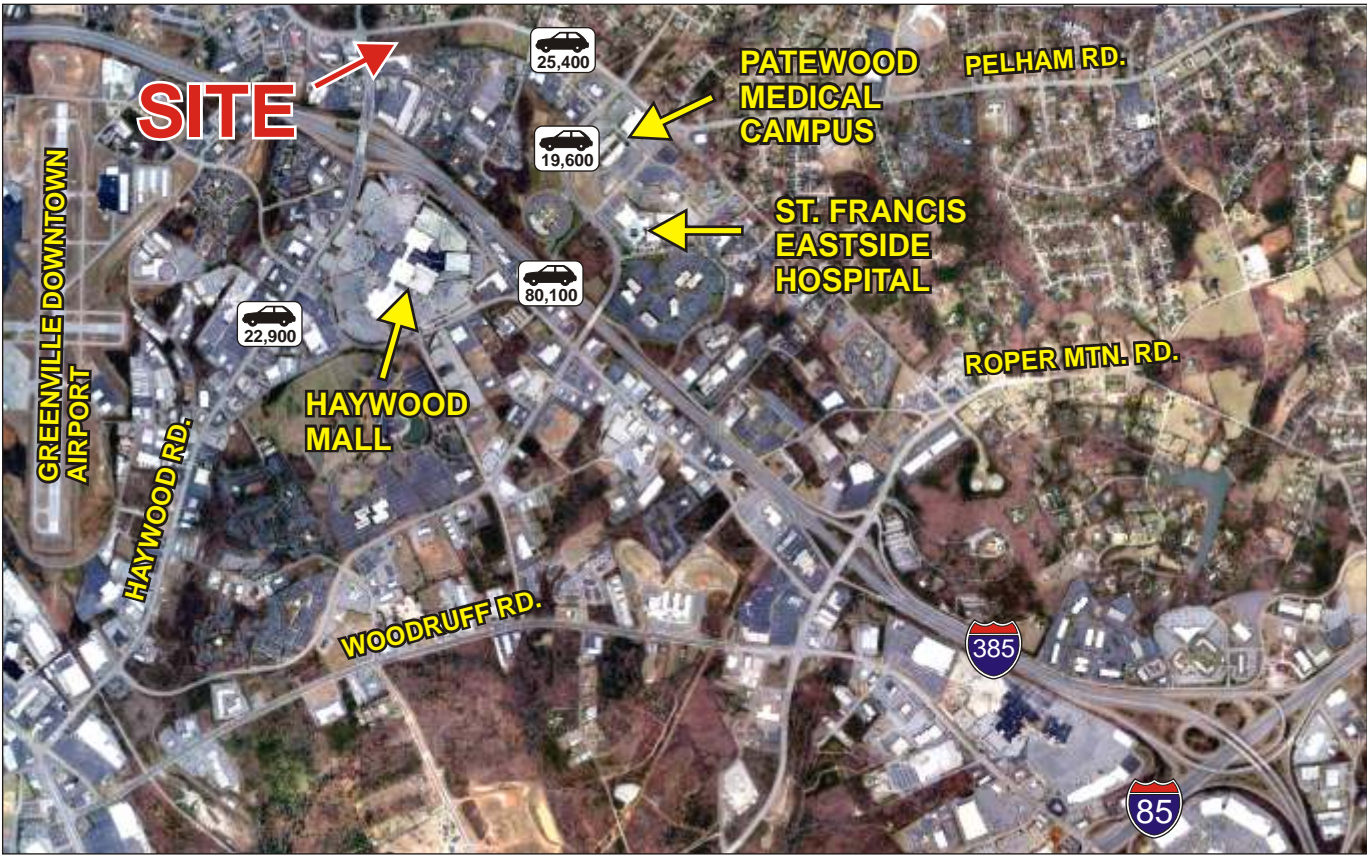 25,400
PATEWOOD
MEDICAL
CAMPUS
PELHAM RD.
SITE
19,600
ST. FRANCIS
EASTSIDE
HOSPITAL
GREENVILLE DOWNTOWN
AIRPORT
80,100
22,900
ROPER MTN. RD.
HAYWOOD
MALL
HAYWOOD RD.
WOODRUFF RD.
385
85